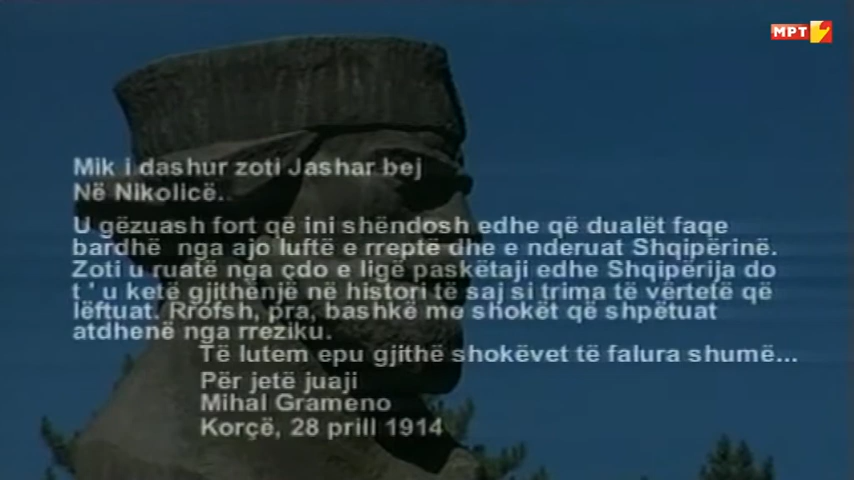 МРТ 2
Mik i dashur zoti Jashar bej
Në Nikolicë..
U gëzuash fort që ini shëndosh edhe që dualët faqe
bardhë nga ajo luftë e rreptë dhe e nderuat Shqipërinë.
Zoti u ruatë nga çdo e ligë paskëtaji edhe Shqipërija do
t ' u ketë gjithënjë në histori të saj si trima të vërtetë që
lëftuat. Rrofsh, pra, bashkë me shokët që shpëtuat
atdhenë nga rreziku.
Të lutem epu gjithë shokëvet të falura shumë...
Për jetë juaji
Mihal Grameno
Korçë, 28 prill 1914